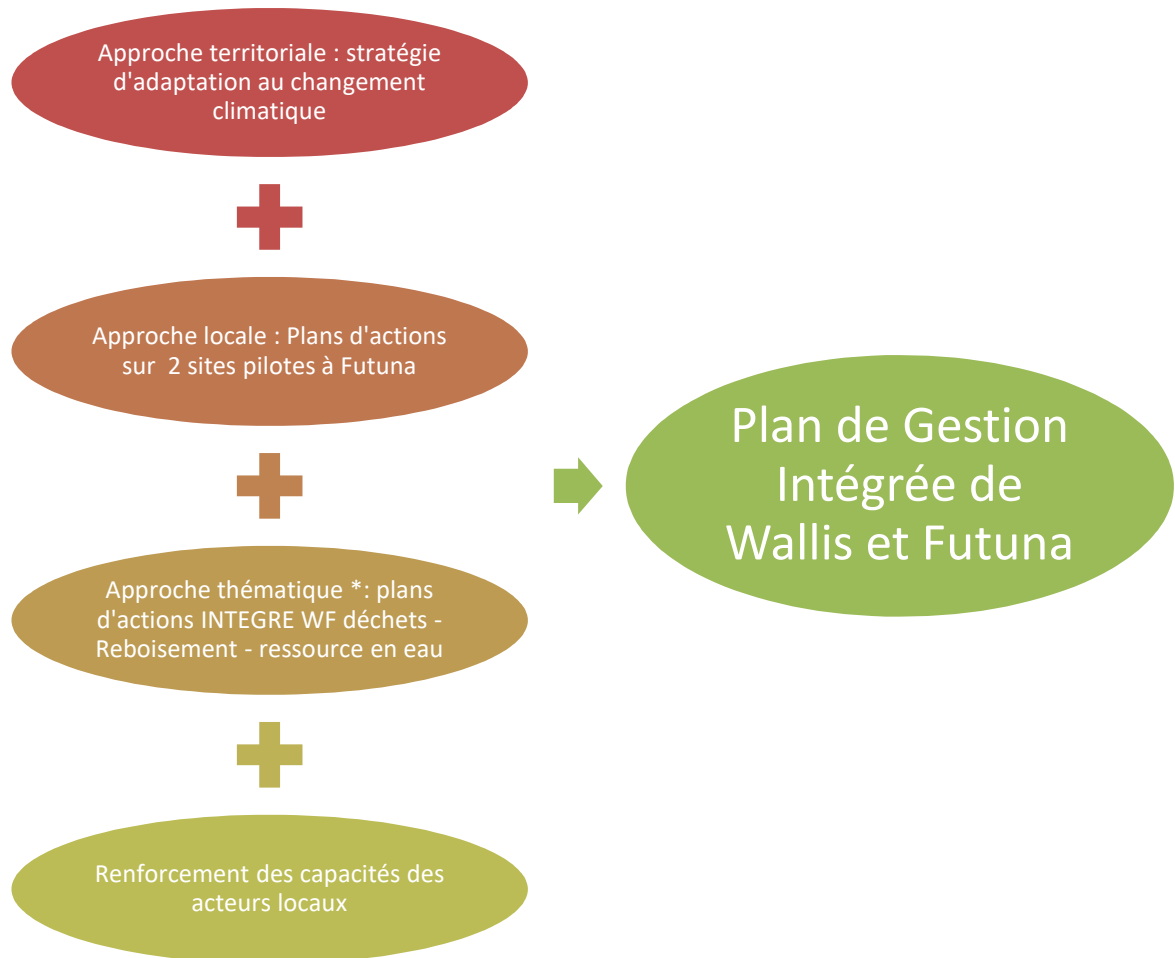 Approche territoriale : stratégie
d'adaptation au changement
climatique
Approche locale : Plans d'actions
sur 2 sites pilotes à Futuna
Approche thématique *: plans
d'actions INTEGRE WF déchets -
Reboisement - ressource en eau
Renforcement des capacités des
acteurs locaux
Plan de Gestion
Intégrée de
Wallis et Futuna